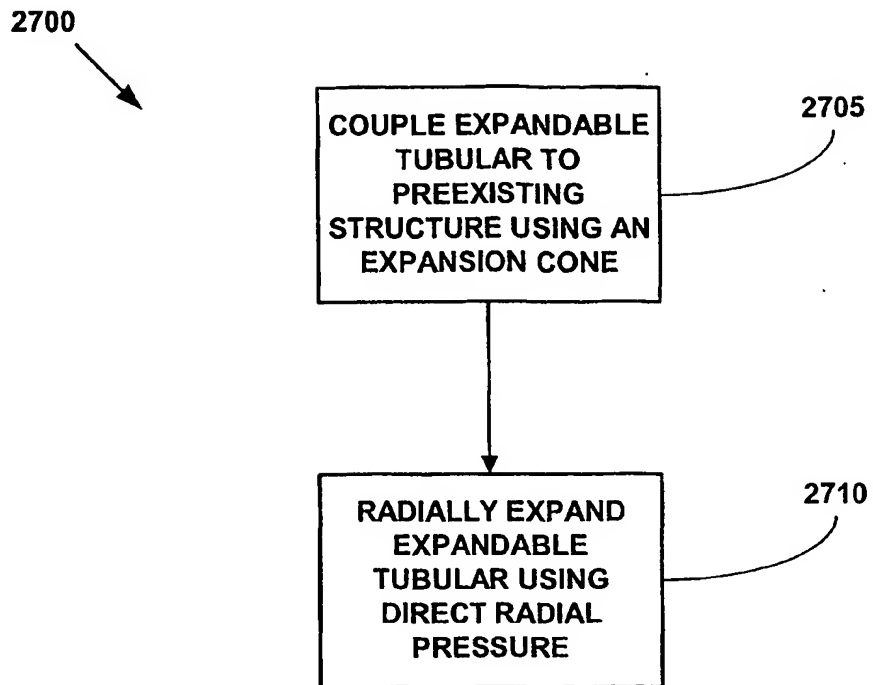 2700
COUPLE EXPANDABLE
TUBULAR TO
PREEXISTING
STRUCTURE USING AN
EXPANSION CONE
2705
RADIALLY EXPAND
EXPANDABLE
TUBULAR USING
DIRECT RADIAL
PRESSURE
2710